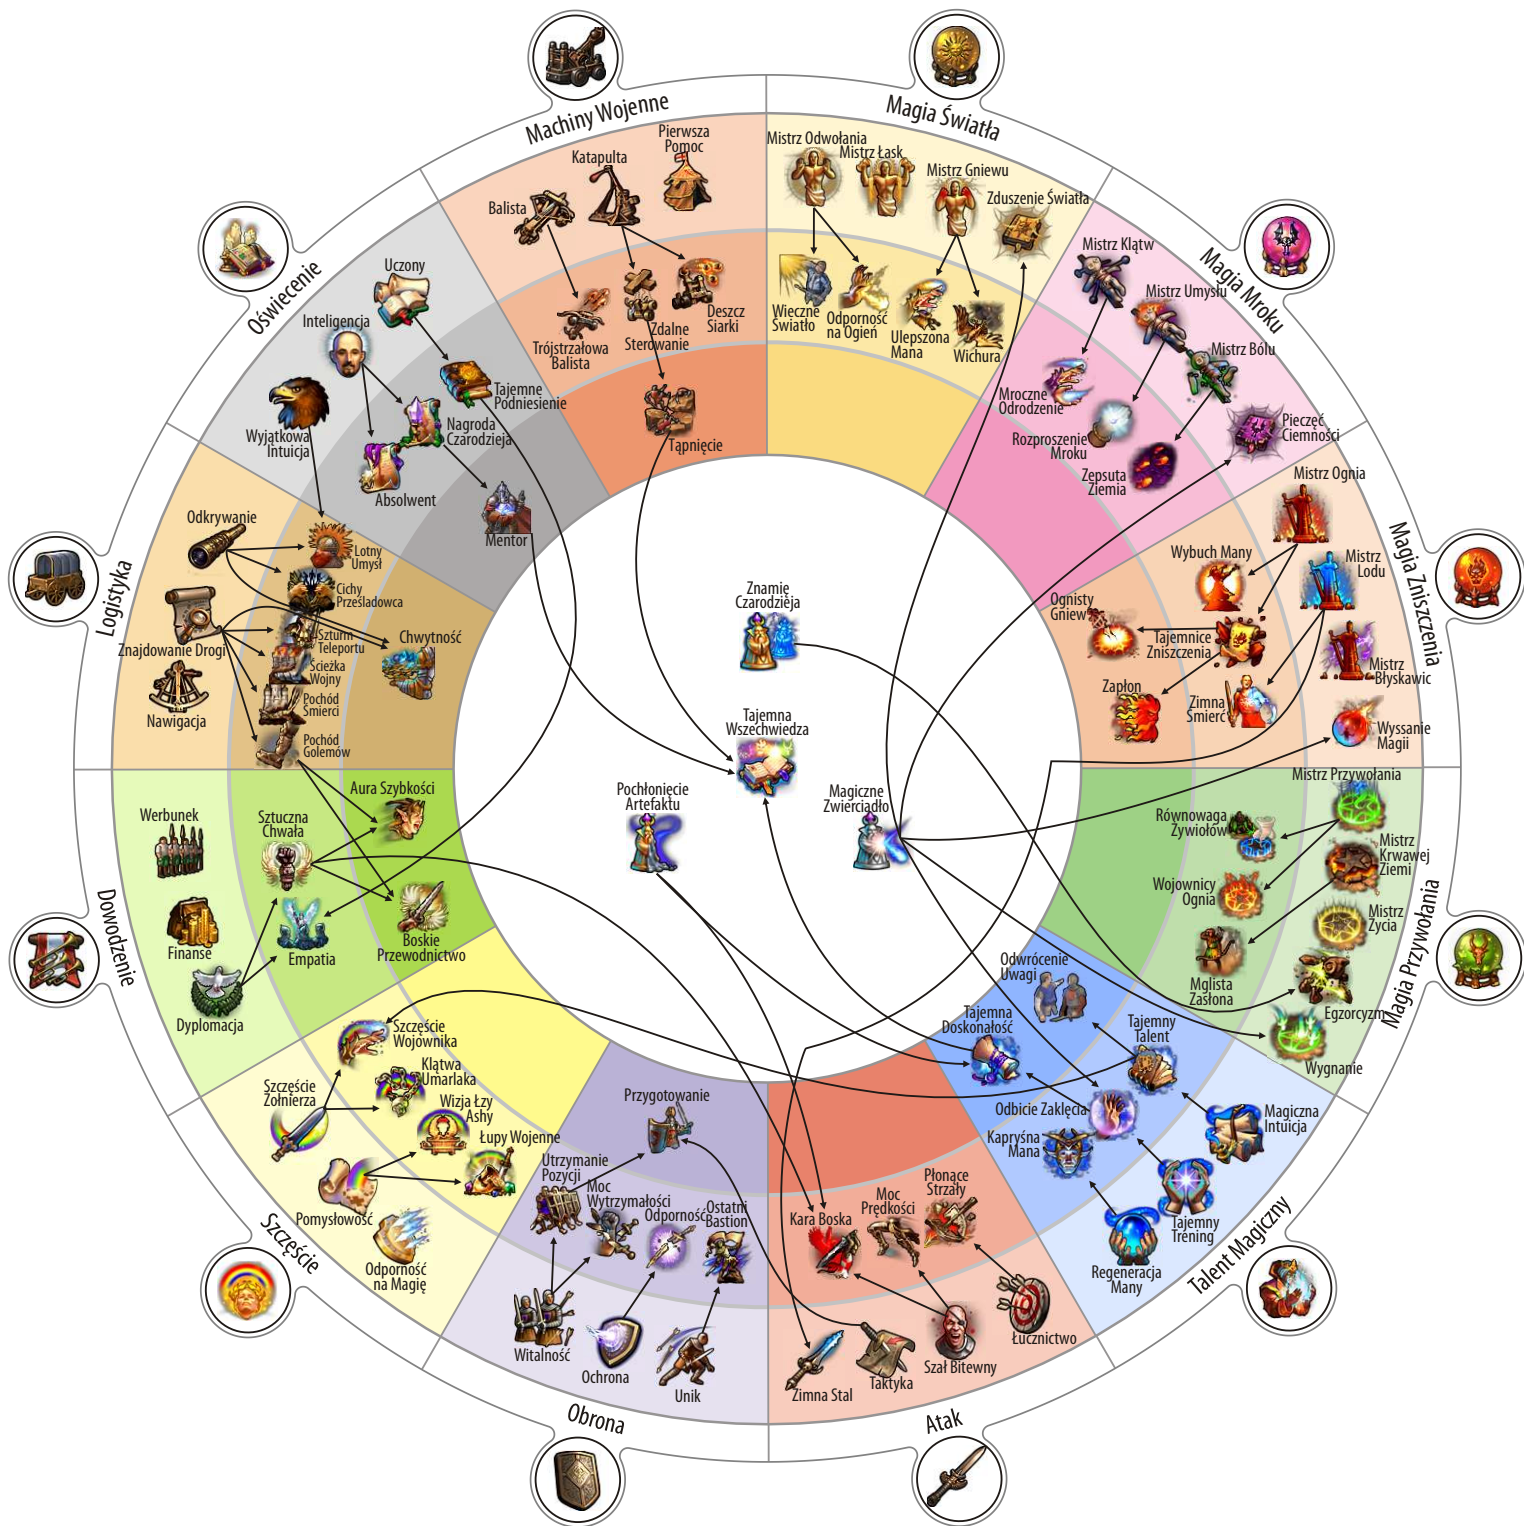 Machiny Wojenne
Magia Światła
Pierwsza
Pomoc
Katapulta
Balista
Trójstrzałowa
Balista
Zdalne
Sterowanie
Deszcz
Siarki
Tąpnięcie
Mistrz Odwołania
Mistrz Łask
Mistrz Gniewu
Zduszenie Światła
Wieczne
Światło
Odporność
na Ogień
Ulepszona
Mana
Wichura
Magia Mroku
Mistrz Klątw
Mistrz Umysłu
Mistrz Bólu
Mroczne
Odrodzenie
Rozproszenie
Mroku
Zepsuta
Ziemia
Pieczęć
Ciemności
Oświecenie
Uczony
Inteligencja
Wyjątkowa
Intuicja
Tajemne
Podniesienie
Nagroda
Czarodzieja
Absolwent
Mentor
Magia Zniszczenia
Mistrz Ognia
Wybuch Many
Mistrz
Lodu
Ognisty
Gniew
Tajemnice
Zniszczenia
Mistrz
Błyskawic
Zapłon
Zimna
Śmierć
Wyssanie
Magii
Logistyka
Odkrywanie
Lotny
Umysł
Cichy
Prześladowca
Szturm
Teleportu
Chwytność
Znajdowanie Drogi
Ścieżka
Wojny
Nawigacja
Pochód
Śmierci
Pochód
Golemów
Znamię
Czarodzieja
Tajemna
Wszechwiedza
Pochłonięcie
Artefaktu
Magiczne
Zwierciadło
Magia Przywołania
Mistrz Przywołania
Równowaga
Żywiołów
Mistrz
Krwawej
Ziemi
Wojownicy
Ognia
Mistrz
Życia
Mglista
Zasłona
Egzorcyzm
Wygnanie
Dowodzenie
Aura Szybkości
Werbunek
Sztuczna
Chwała
Finanse
Empatia
Boskie
Przewodnictwo
Dyplomacja
Talent Magiczny
Odwrócenie
Uwagi
Tajemna
Doskonałość
Tajemny
Talent
Odbicie Zaklęcia
Magiczna
Intuicja
Kapryśna
Mana
Tajemny
Trening
Regeneracja
Many
Szczęście
Szczęście
Wojownika
Klątwa
Umarlaka
Szczęście
Żołnierza
Wizja Łzy
Ashy
Łupy Wojenne
Pomysłowość
Odporność
na Magię
Obrona
Przygotowanie
Utrzymanie
Pozycji
Moc
Wytrzymałości
Odporność
Ostatni
Bastion
Witalność
Ochrona
Unik
Atak
Kara Boska
Moc
Prędkości
Płonące
Strzały
Zimna Stal
Taktyka
Szał Bitewny
Łucznictwo